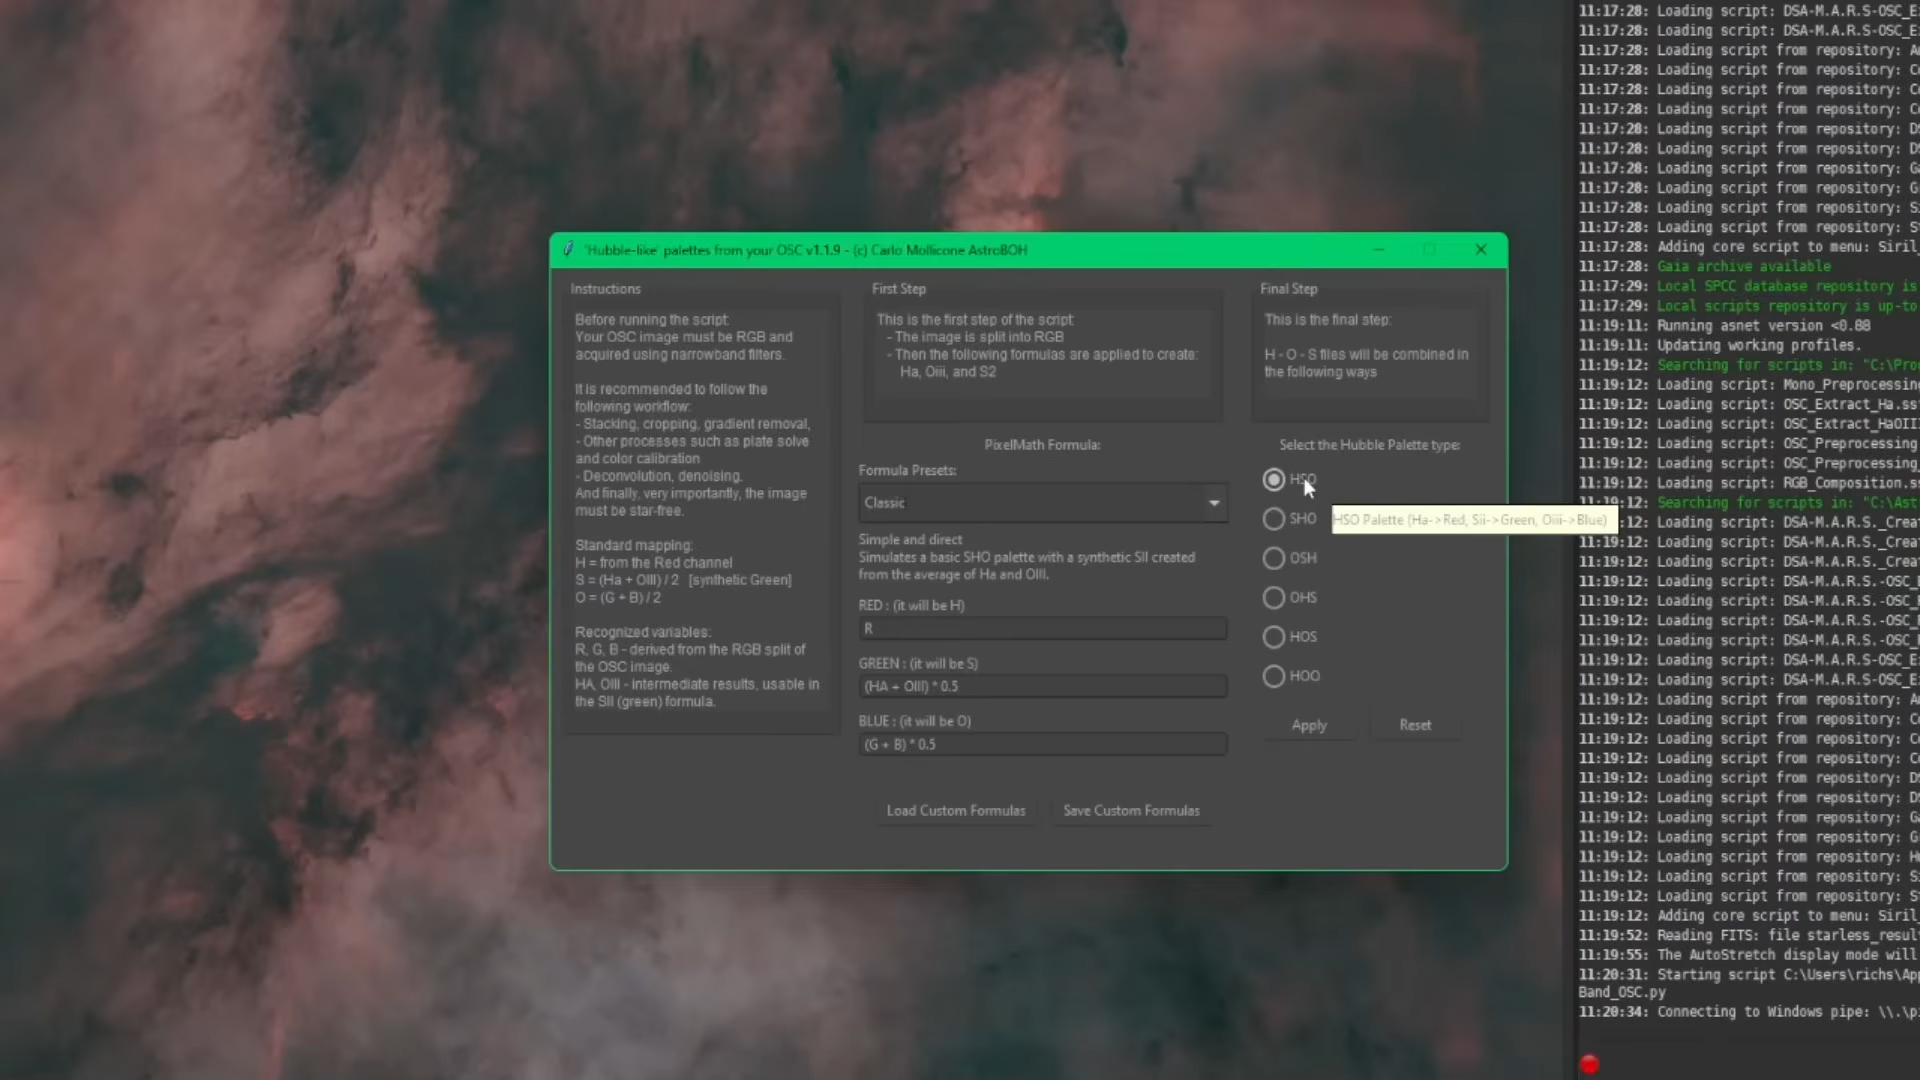 'Hubble-like' palettes from your OSC v1.1.9 - (c) Carlo Mollicone AstroBOH
Instructions
Before running the script:
Your OSC image must be RGB and
acquired using narrowband filters.
It is recommended to follow the
following workflow:
- Stacking, cropping, gradient removal,
- Other processes such as plate solve
and color calibration
- Deconvolution, denoising.
And finally, very importantly, the image
must be star-free.
Standard mapping:
H = from the Red channel
S = (Ha + OIII) / 2 [synthetic Green]
O = (G + B) / 2
Recognized variables:
R, G, B - derived from the RGB split of
the OSC image.
HA, OIII - intermediate results, usable in
the SII (green) formula.
First Step
This is the first step of the script:
- The image is split into RGB
- Then the following formulas are applied to create:
Ha, Oiii, and S2
PixelMath Formula:
Formula Presets:
Classic
Simple and direct
Simulates a basic SHO palette with a synthetic SII created
from the average of Ha and OIII.
RED : (it will be H)
R
GREEN : (it will be S)
(HA + OIII) * 0.5
BLUE : (it will be O)
(G + B) * 0.5
Load Custom Formulas
Save Custom Formulas
Final Step
This is the final step:
H - O - S files will be combined in
the following ways
Select the Hubble Palette type:
HSO
SHO
OSH
OHS
HOS
HOO
Apply
Reset
HSO Palette (Ha->Red, Sii->Green, Oiii->Blue)
11:17:28: Loading script: DSA-M.A.R.S-OSC_E
11:17:28: Loading script: DSA-M.A.R.S-OSC_E
11:17:28: Loading script from repository: A
11:17:28: Loading script from repository: C
11:17:28: Loading script from repository: C
11:17:28: Loading script from repository: C
11:17:28: Loading script from repository: D
11:17:28: Loading script from repository: D
11:17:28: Loading script from repository: G
11:17:28: Loading script from repository: G
11:17:28: Loading script from repository: S
11:17:28: Loading script from repository: S
11:17:28: Adding core script to menu: Siril_
11:17:28: Gaia archive available
11:17:29: Local SPCC database repository is
11:17:29: Local scripts repository is up-to
11:19:11: Running asnet version <0.88
11:19:11: Updating working profiles.
11:19:12: Searching for scripts in: "C:\Pro
11:19:12: Loading script: Mono_Preprocessing
11:19:12: Loading script: OSC_Extract_Ha.ss
11:19:12: Loading script: OSC_Extract_HaOIII
11:19:12: Loading script: OSC_Preprocessing
11:19:12: Loading script: OSC_Preprocessing_
11:19:12: Loading script: RGB_Composition.ss
11:19:12: Searching for scripts in: "C:\Ast
:12: Loading script: DSA-M.A.R.S._Crea
11:19:12: Loading script: DSA-M.A.R.S._Crea
11:19:12: Loading script: DSA-M.A.R.S._Crea
11:19:12: Loading script: DSA-M.A.R.S.-OSC_
11:19:12: Loading script: DSA-M.A.R.S.-OSC_
11:19:12: Loading script: DSA-M.A.R.S.-OSC_
11:19:12: Loading script: DSA-M.A.R.S.-OSC_
11:19:12: Loading script: DSA-M.A.R.S-OSC_E
11:19:12: Loading script: DSA-M.A.R.S-OSC_E
11:19:12: Loading script from repository: A
11:19:12: Loading script from repository: C
11:19:12: Loading script from repository: C
11:19:12: Loading script from repository: C
11:19:12: Loading script from repository: D
11:19:12: Loading script from repository: D
11:19:12: Loading script from repository: G
11:19:12: Loading script from repository: G
11:19:12: Loading script from repository: H
11:19:12: Loading script from repository: S
11:19:12: Loading script from repository: S
11:19:12: Adding core script to menu: Siril_
11:19:52: Reading FITS: file starless_resul
11:19:55: The AutoStretch display mode will
11:20:31: Starting script C:\Users\richs\Ap
Band_OSC.py
11:20:34: Connecting to Windows pipe: \\.\p